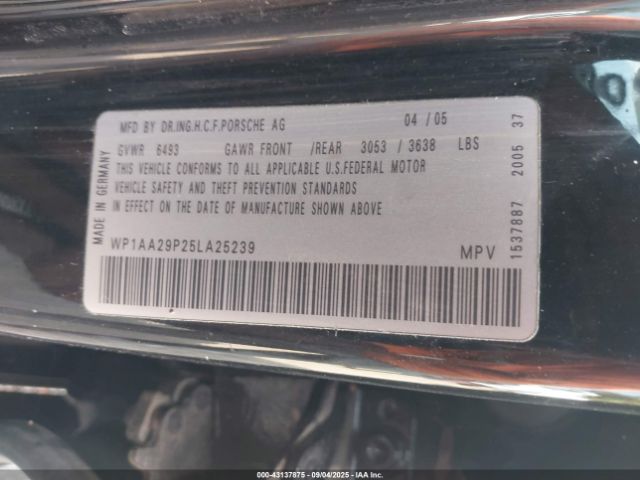 MFD BY DR.ING.H.C.F.PORSCHE AG 04 / 05
GVWR 6493 GAWR FRONT /REAR 3053 / 3638 LBS
THIS VEHICLE CONFORMS TO ALL APPLICABLE U.S.FEDERAL MOTOR
VEHICLE SAFETY AND THEFT PREVENTION STANDARDS
IN EFFECT ON THE DATE OF MANUFACTURE SHOWN ABOVE
WP1AA29P25LA25239 MPV
MADE IN GERMANY
1537887 2005 37
000-43137875 - 09/04/2025 - IAA Inc.